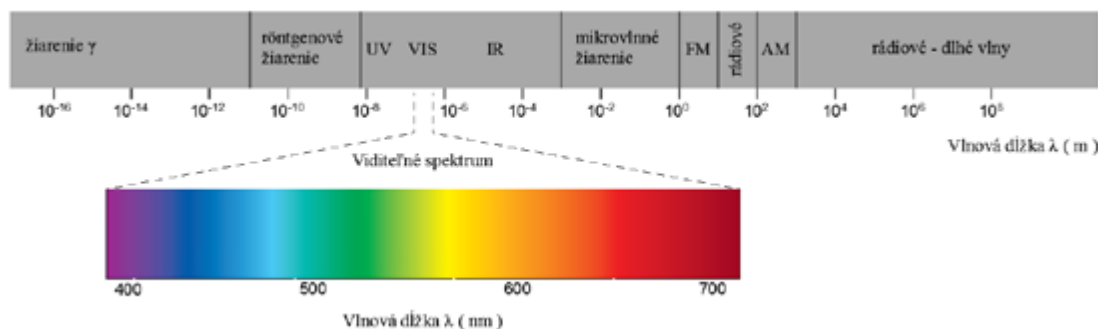 žiarenie γ
röntgenové žiarenie
UV VIS IR
mikrovlnné žiarenie
FM
rádiové
AM
rádiové - dlhé vlny
10⁻¹⁶ 10⁻¹⁴ 10⁻¹² 10⁻¹⁰ 10⁻⁸ 10⁻⁶ 10⁻⁴ 10⁻² 10⁰ 10² 10⁴ 10⁶ 10⁸
Vlnová dĺžka λ ( m )
Viditeľné spektrum
400 500 600 700
Vlnová dĺžka λ ( nm )